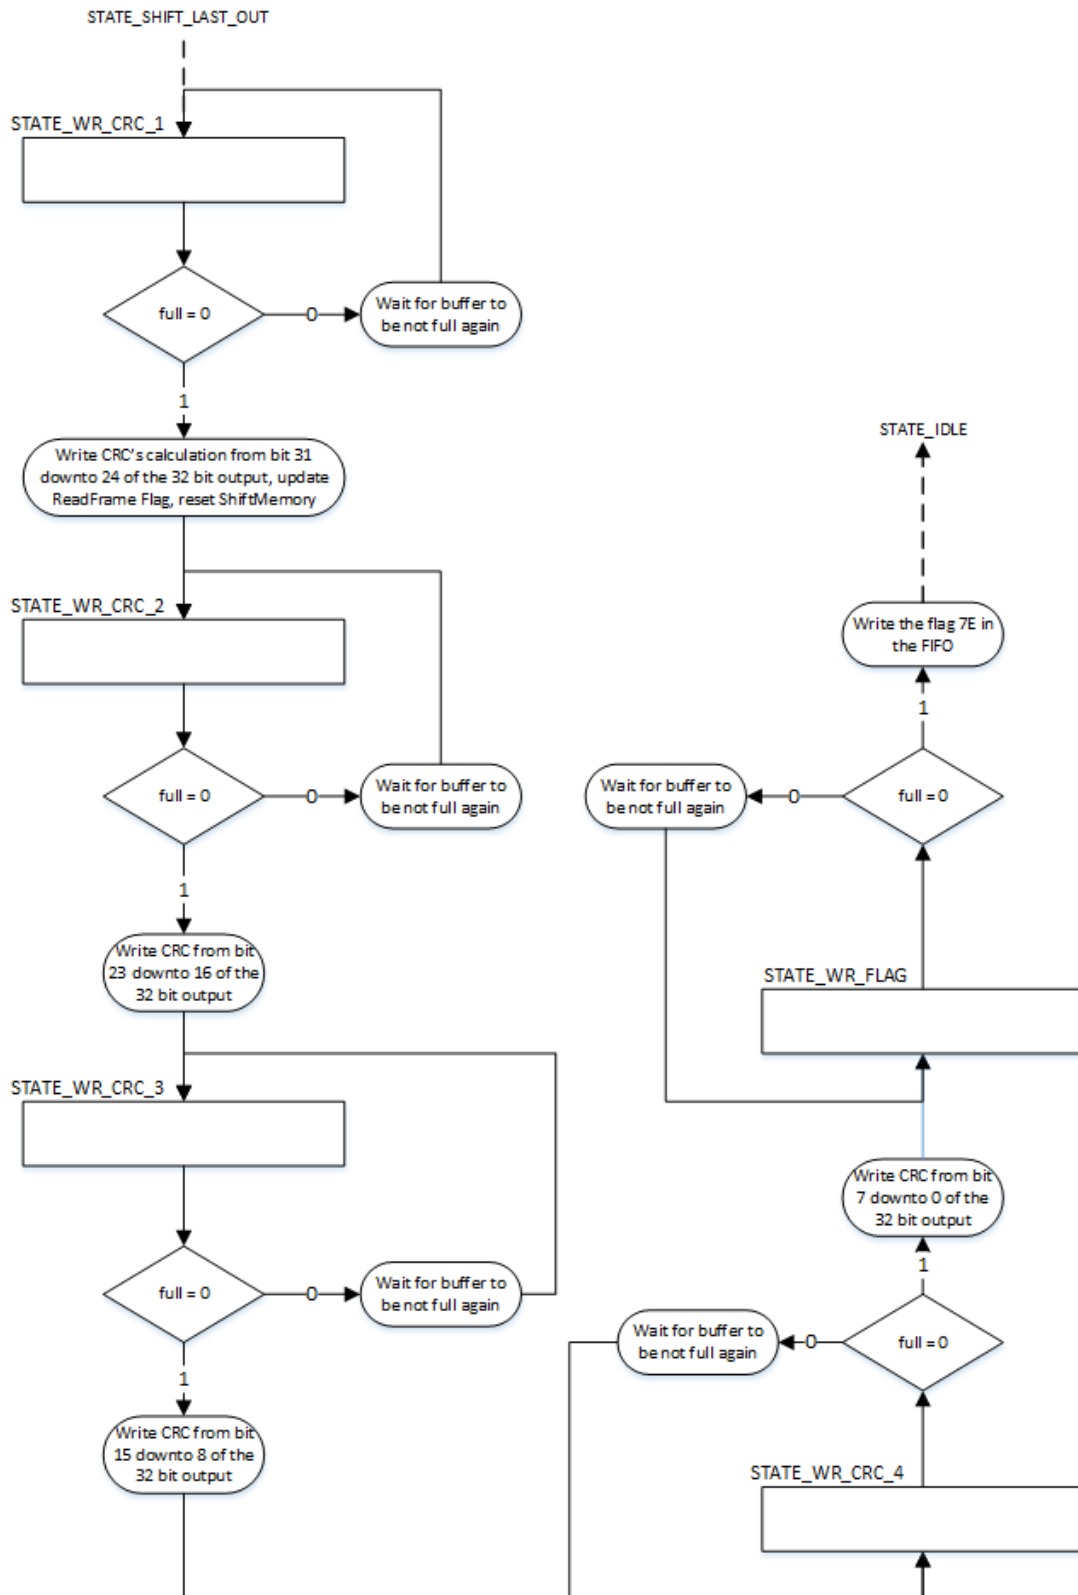 STATE_SHIFT_LAST_OUT
STATE_WR_CRC_1
full = 0
0
Wait for buffer to
be not full again
1
Write CRC's calculation from bit 31
downto 24 of the 32 bit output, update
ReadFrame Flag, reset ShiftMemory
STATE_WR_CRC_2
full = 0
0
Wait for buffer to
be not full again
1
Write CRC from bit
23 downto 16 of the
32 bit output
STATE_WR_CRC_3
full = 0
0
Wait for buffer to
be not full again
1
Write CRC from bit
15 downto 8 of the
32 bit output
STATE_WR_CRC_4
full = 0
0
Wait for buffer to
be not full again
1
Write CRC from bit
7 downto 0 of the
32 bit output
STATE_WR_FLAG
full = 0
0
Wait for buffer to
be not full again
1
Write the flag 7E in
the FIFO
STATE_IDLE